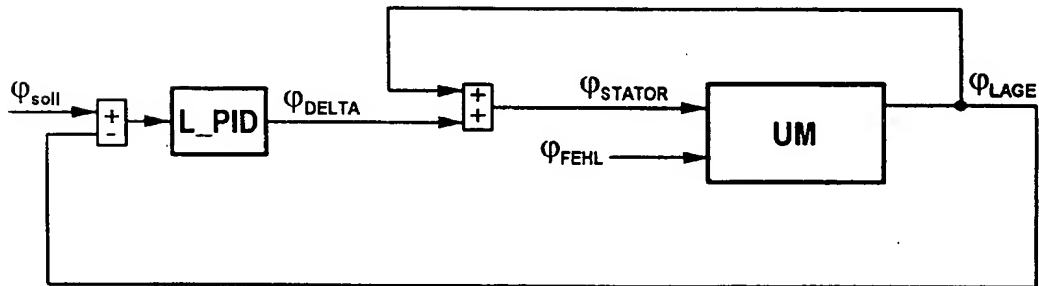 φsoll
+
-
L_PID
φDELTA
+
+
φSTATOR
φFEHL
UM
φLAGE